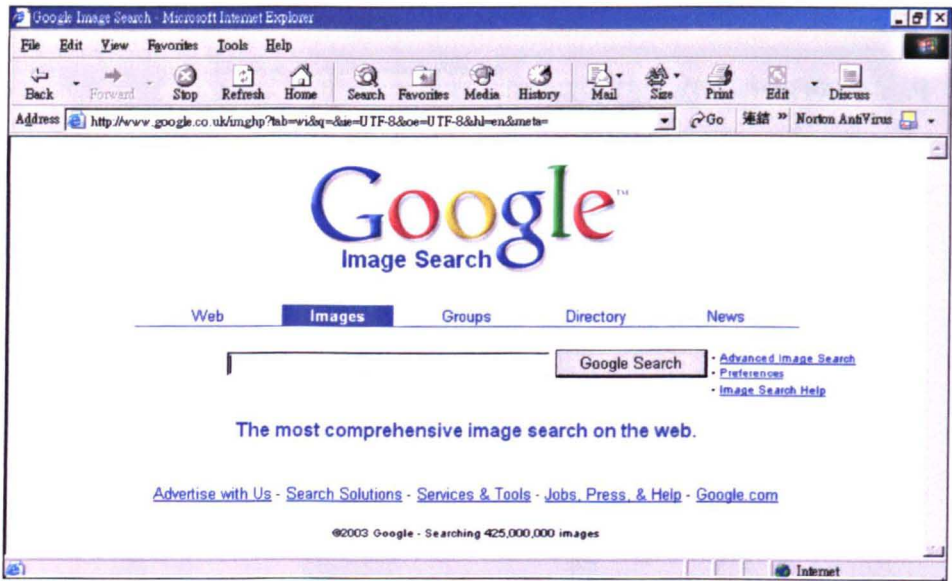 Google Image Search - Microsoft Internet Explorer
File Edit View Favorites Tools Help
Back Forward Stop Refresh Home Search Favorites Media History Mail Size Print Edit Discuss
Address http://www.google.co.uk/imghp?tab=wi&q=&ie=UTF-8&oe=UTF-8&hl=en&meta= Go 連結 » Norton AntiVirus
Google™
Image Search
Web Images Groups Directory News
Google Search
· Advanced Image Search
· Preferences
· Image Search Help
The most comprehensive image search on the web.
Advertise with Us - Search Solutions - Services & Tools - Jobs, Press, & Help - Google.com
©2003 Google - Searching 425,000,000 images
Internet